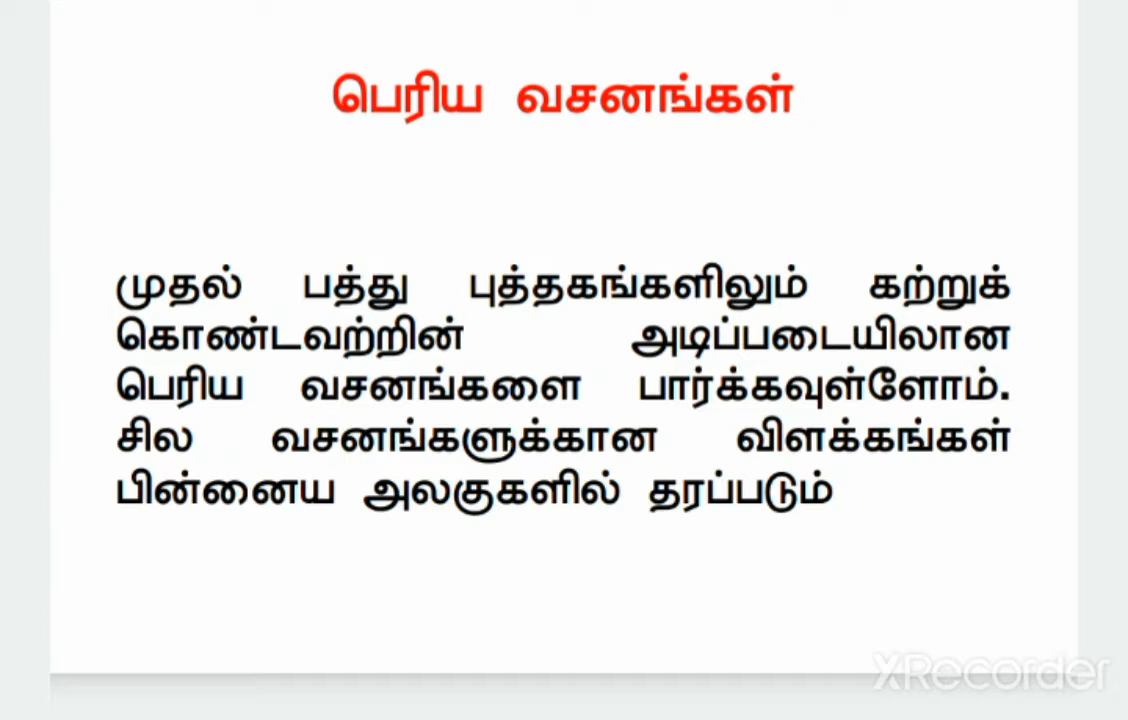 பெரிய வசனங்கள்
முதல் பத்து புத்தகங்களிலும் கற்றுக்
கொண்டவற்றின் அடிப்படையிலான
பெரிய வசனங்களை பார்க்கவுள்ளோம்.
சில வசனங்களுக்கான விளக்கங்கள்
பின்னைய அலகுகளில் தரப்படும்
XRecorder